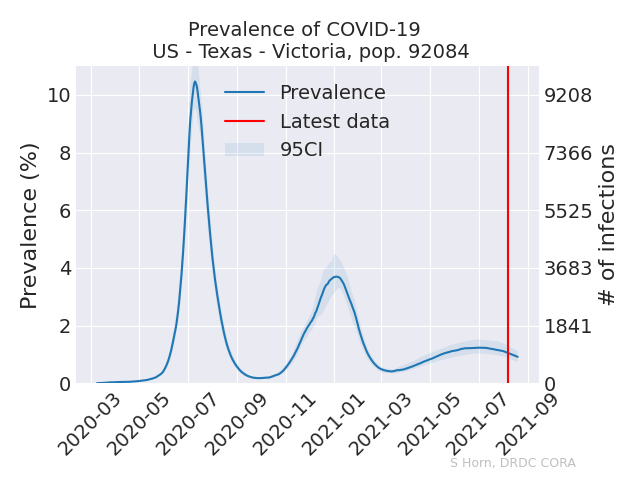 Prevalence of COVID-19
US - Texas - Victoria, pop. 92084
Prevalence (%)
10
8
6
4
2
0
Prevalence
Latest data
95CI
9208
7366
5525
3683
1841
0
# of infections
2020-03
2020-05
2020-07
2020-09
2020-11
2021-01
2021-03
2021-05
2021-07
2021-09
S Horn, DRDC CORA